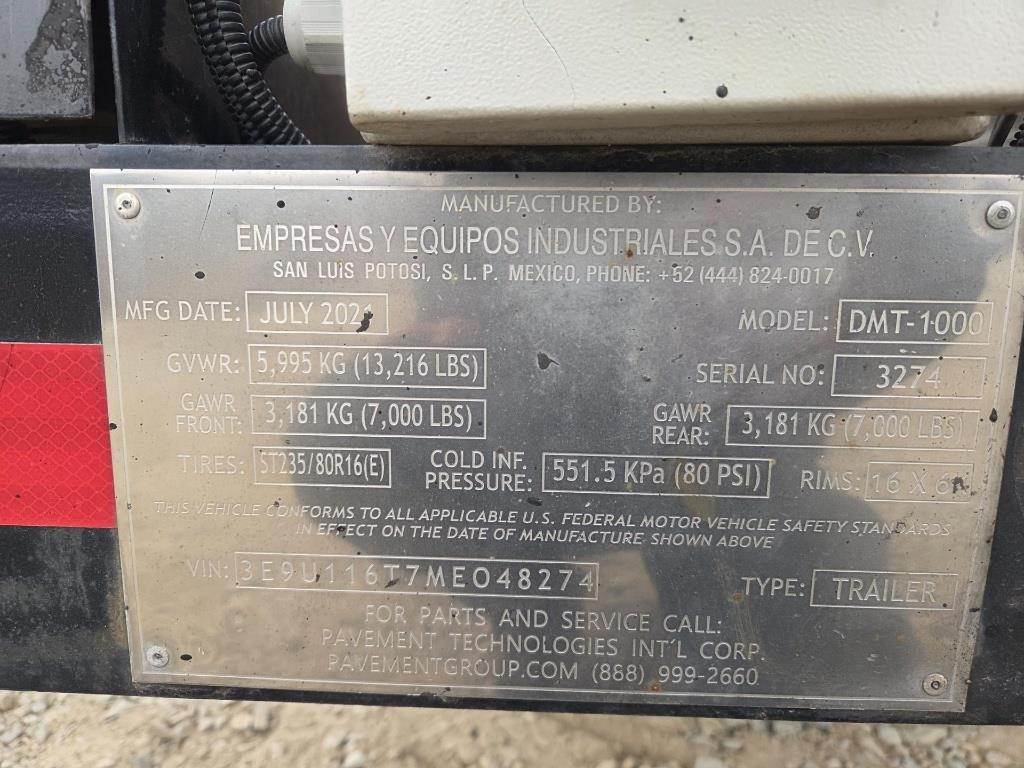 MANUFACTURED BY:
EMPRESAS Y EQUIPOS INDUSTRIALES S.A. DE C.V.
SAN LUIS POTOSI, S.L.P. MEXICO, PHONE: +52 (444) 824-0017
MFG DATE: JULY 2021 MODEL: DMT-1000
GVWR: 5,995 KG (13,216 LBS) SERIAL NO: 3274
GAWR FRONT: 3,181 KG (7,000 LBS) GAWR REAR: 3,181 KG (7,000 LBS)
TIRES: ST235/80R16(E) COLD INF. PRESSURE: 551.5 KPa (80 PSI) RIMS: 16 X 6
THIS VEHICLE CONFORMS TO ALL APPLICABLE U.S. FEDERAL MOTOR VEHICLE SAFETY STANDARDS
IN EFFECT ON THE DATE OF MANUFACTURE SHOWN ABOVE
VIN: 3E9U116T7ME048274 TYPE: TRAILER
FOR PARTS AND SERVICE CALL:
PAVEMENT TECHNOLOGIES INT'L CORP.
PAVEMENTGROUP.COM (888) 999-2660